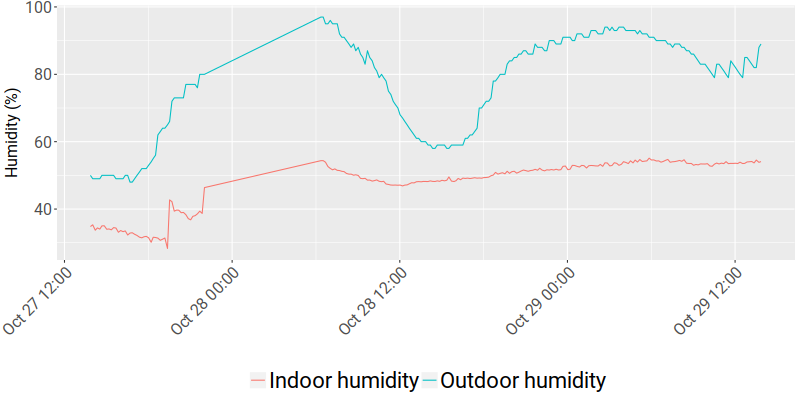 100
80
60
40
Humidity (%)
Oct 27 12:00
Oct 28 00:00
Oct 28 12:00
Oct 29 00:00
Oct 29 12:00
Indoor humidity Outdoor humidity